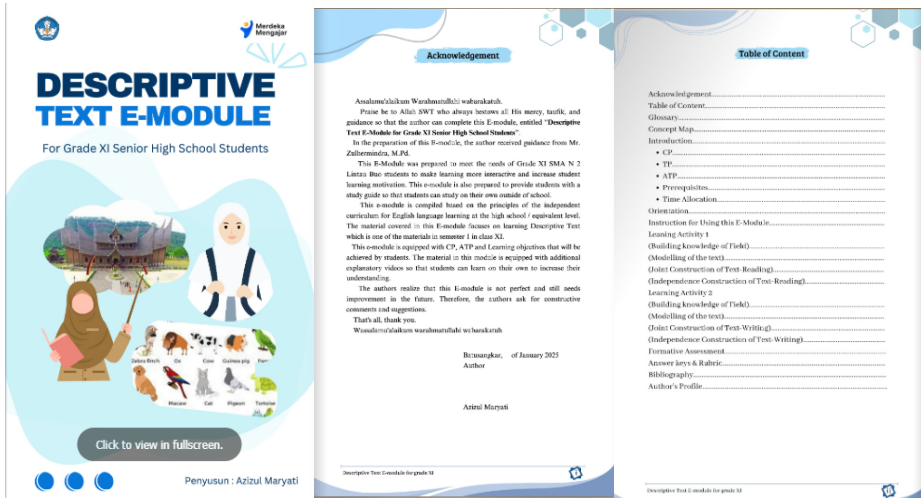 Merdeka
Mengajar
DESCRIPTIVE
TEXT E-MODULE
For Grade XI Senior High School Students
Zebra finch
Ox
Cow
Guinea pig
Parr
Macaw
Cat
Pigeon
Tortoise
Click to view in fullscreen.
Penyusun : Azizul Maryati
Acknowledgement
Assalamu'alaikum Warahmatullahi wabarakatuh.
Praise be to Allah SWT who always bestows all His mercy, taufik, and
guidance so that the author can complete this E-module, entitled "Descriptive
Text E-Module for Grade XI Senior High School Students".
In the preparation of this E-module, the author received guidance from Mr.
Zulhermindra, M.Pd.
This E-Module was prepared to meet the needs of Grade XI SMA N 2
Lintau Buo students to make learning more interactive and increase student
learning motivation. This e-module is also prepared to provide students with a
study guide so that students can study on their own outside of school.
This e-module is compiled based on the principles of the independent
curriculum for English language learning at the high school / equivalent level.
The material covered in this E-module focuses on learning Descriptive Text
which is one of the materials in semester 1 in class XI.
This e-module is equipped with CP, ATP and Learning objectives that will be
achieved by students. The material in this module is equipped with additional
explanatory videos so that students can learn on their own to increase their
understanding.
The authors realize that this E-module is not perfect and still needs
improvement in the future. Therefore, the authors ask for constructive
comments and suggestions.
That's all, thank you.
Wassalamu'alaikum warahmatullahi wabarakatuh
Batusangkar, of January 2025
Author
Azizul Maryati
Descriptive Text E-module for grade XI
I
Table of Content
Acknowledgement
Table of Content
Glossary
Concept Map
Introduction
• CP
• TP
• ATP
• Prerequisites
• Time Allocation
Orientation
Instruction for Using this E-Module
Leaning Activity 1
(Building knowledge of Field)
(Modelling of the text)
(Joint Construction of Text-Reading)
(Independence Construction of Text-Reading)
Learning Activity 2
(Building knowledge of Field)
(Modelling of the text)
(Joint Construction of Text-Writing)
(Independence Construction of Text-Writing)
Formative Assessment
Answer keys & Rubric
Bibliography
Author's Profile
Descriptive Text E-module for grade XI
II